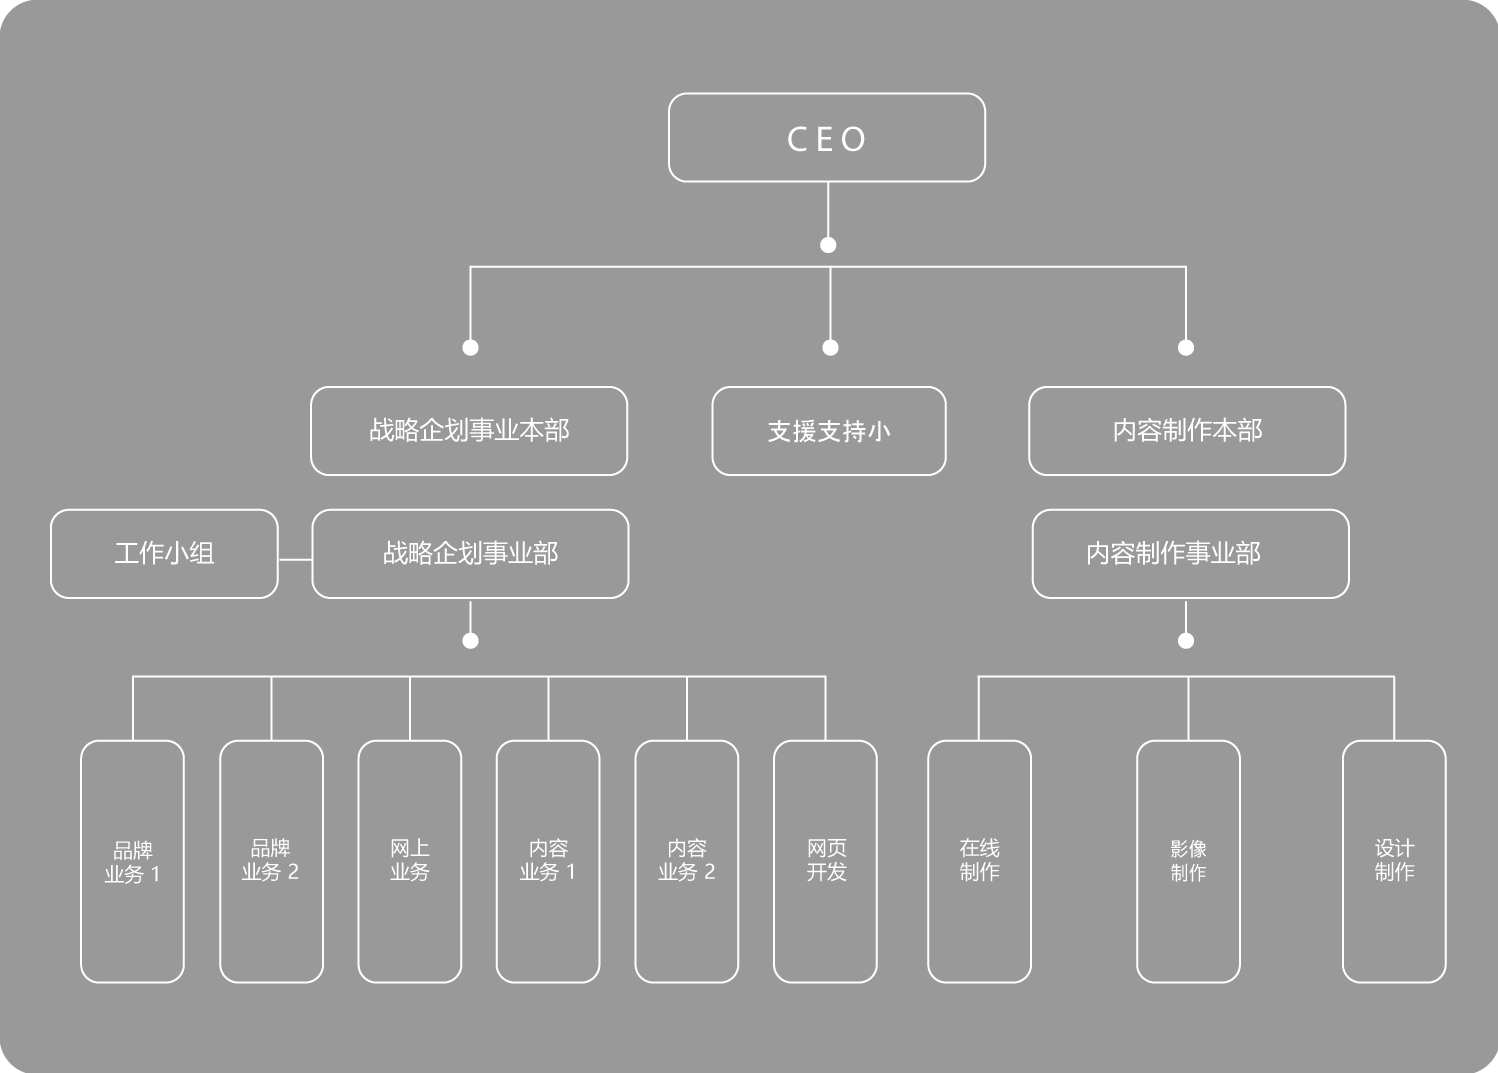 CEO
战略企划事业本部
支援支持小
内容制作本部
工作小组
战略企划事业部
内容制作事业部
品牌
业务 1
品牌
业务 2
网上
业务
内容
业务 1
内容
业务 2
网页
开发
在线
制作
影像
制作
设计
制作